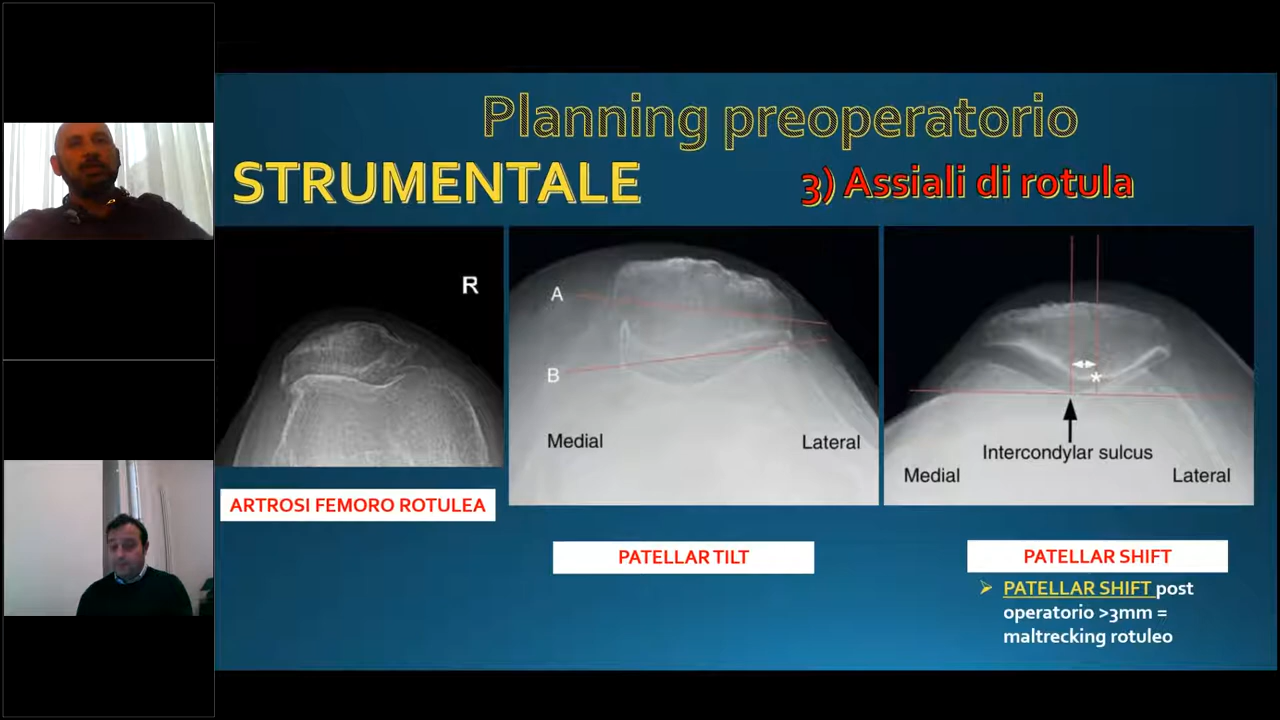 Planning preoperatorio
STRUMENTALE
3) Assiali di rotula
R
A
B
Medial
Lateral
Intercondylar sulcus
Medial
Lateral
*
ARTROSI FEMORO ROTULEA
PATELLAR TILT
PATELLAR SHIFT
➢ PATELLAR SHIFT post
operatorio >3mm =
maltrecking rotuleo